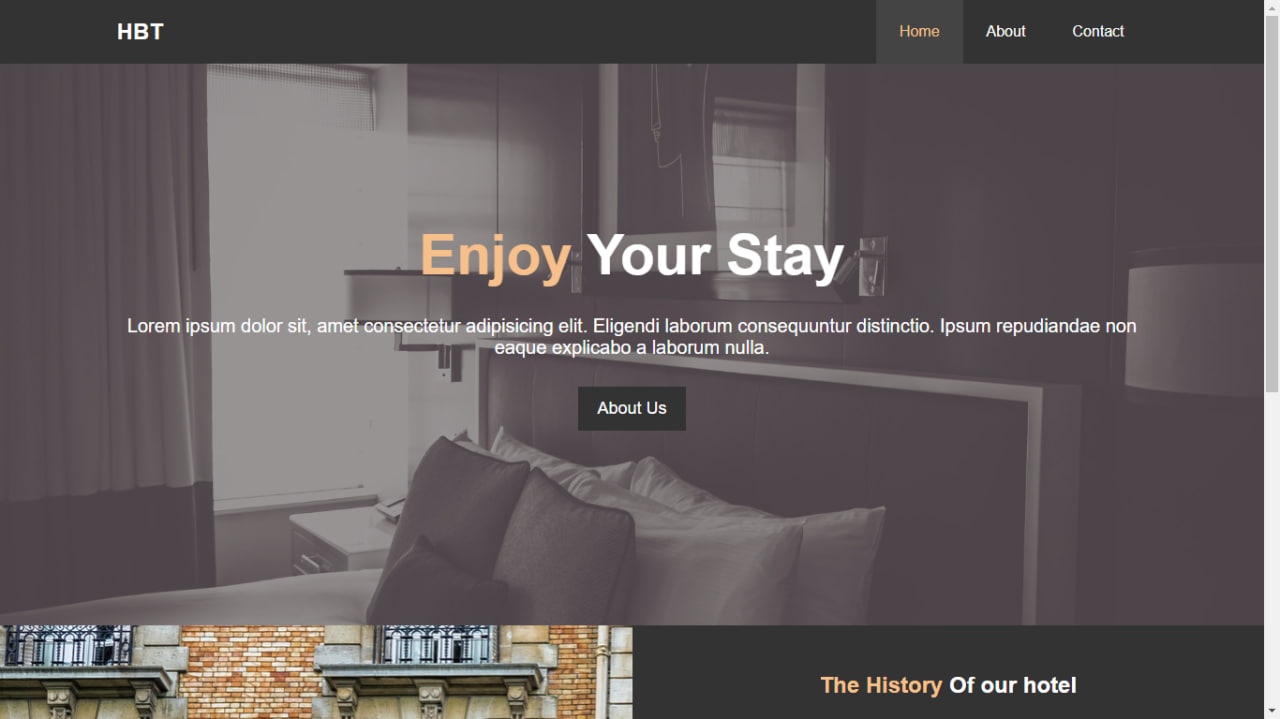 HBT
Home About Contact
Enjoy Your Stay
Lorem ipsum dolor sit, amet consectetur adipisicing elit. Eligendi laborum consequuntur distinctio. Ipsum repudiandae non
eaque explicabo a laborum nulla.
About Us
The History Of our hotel